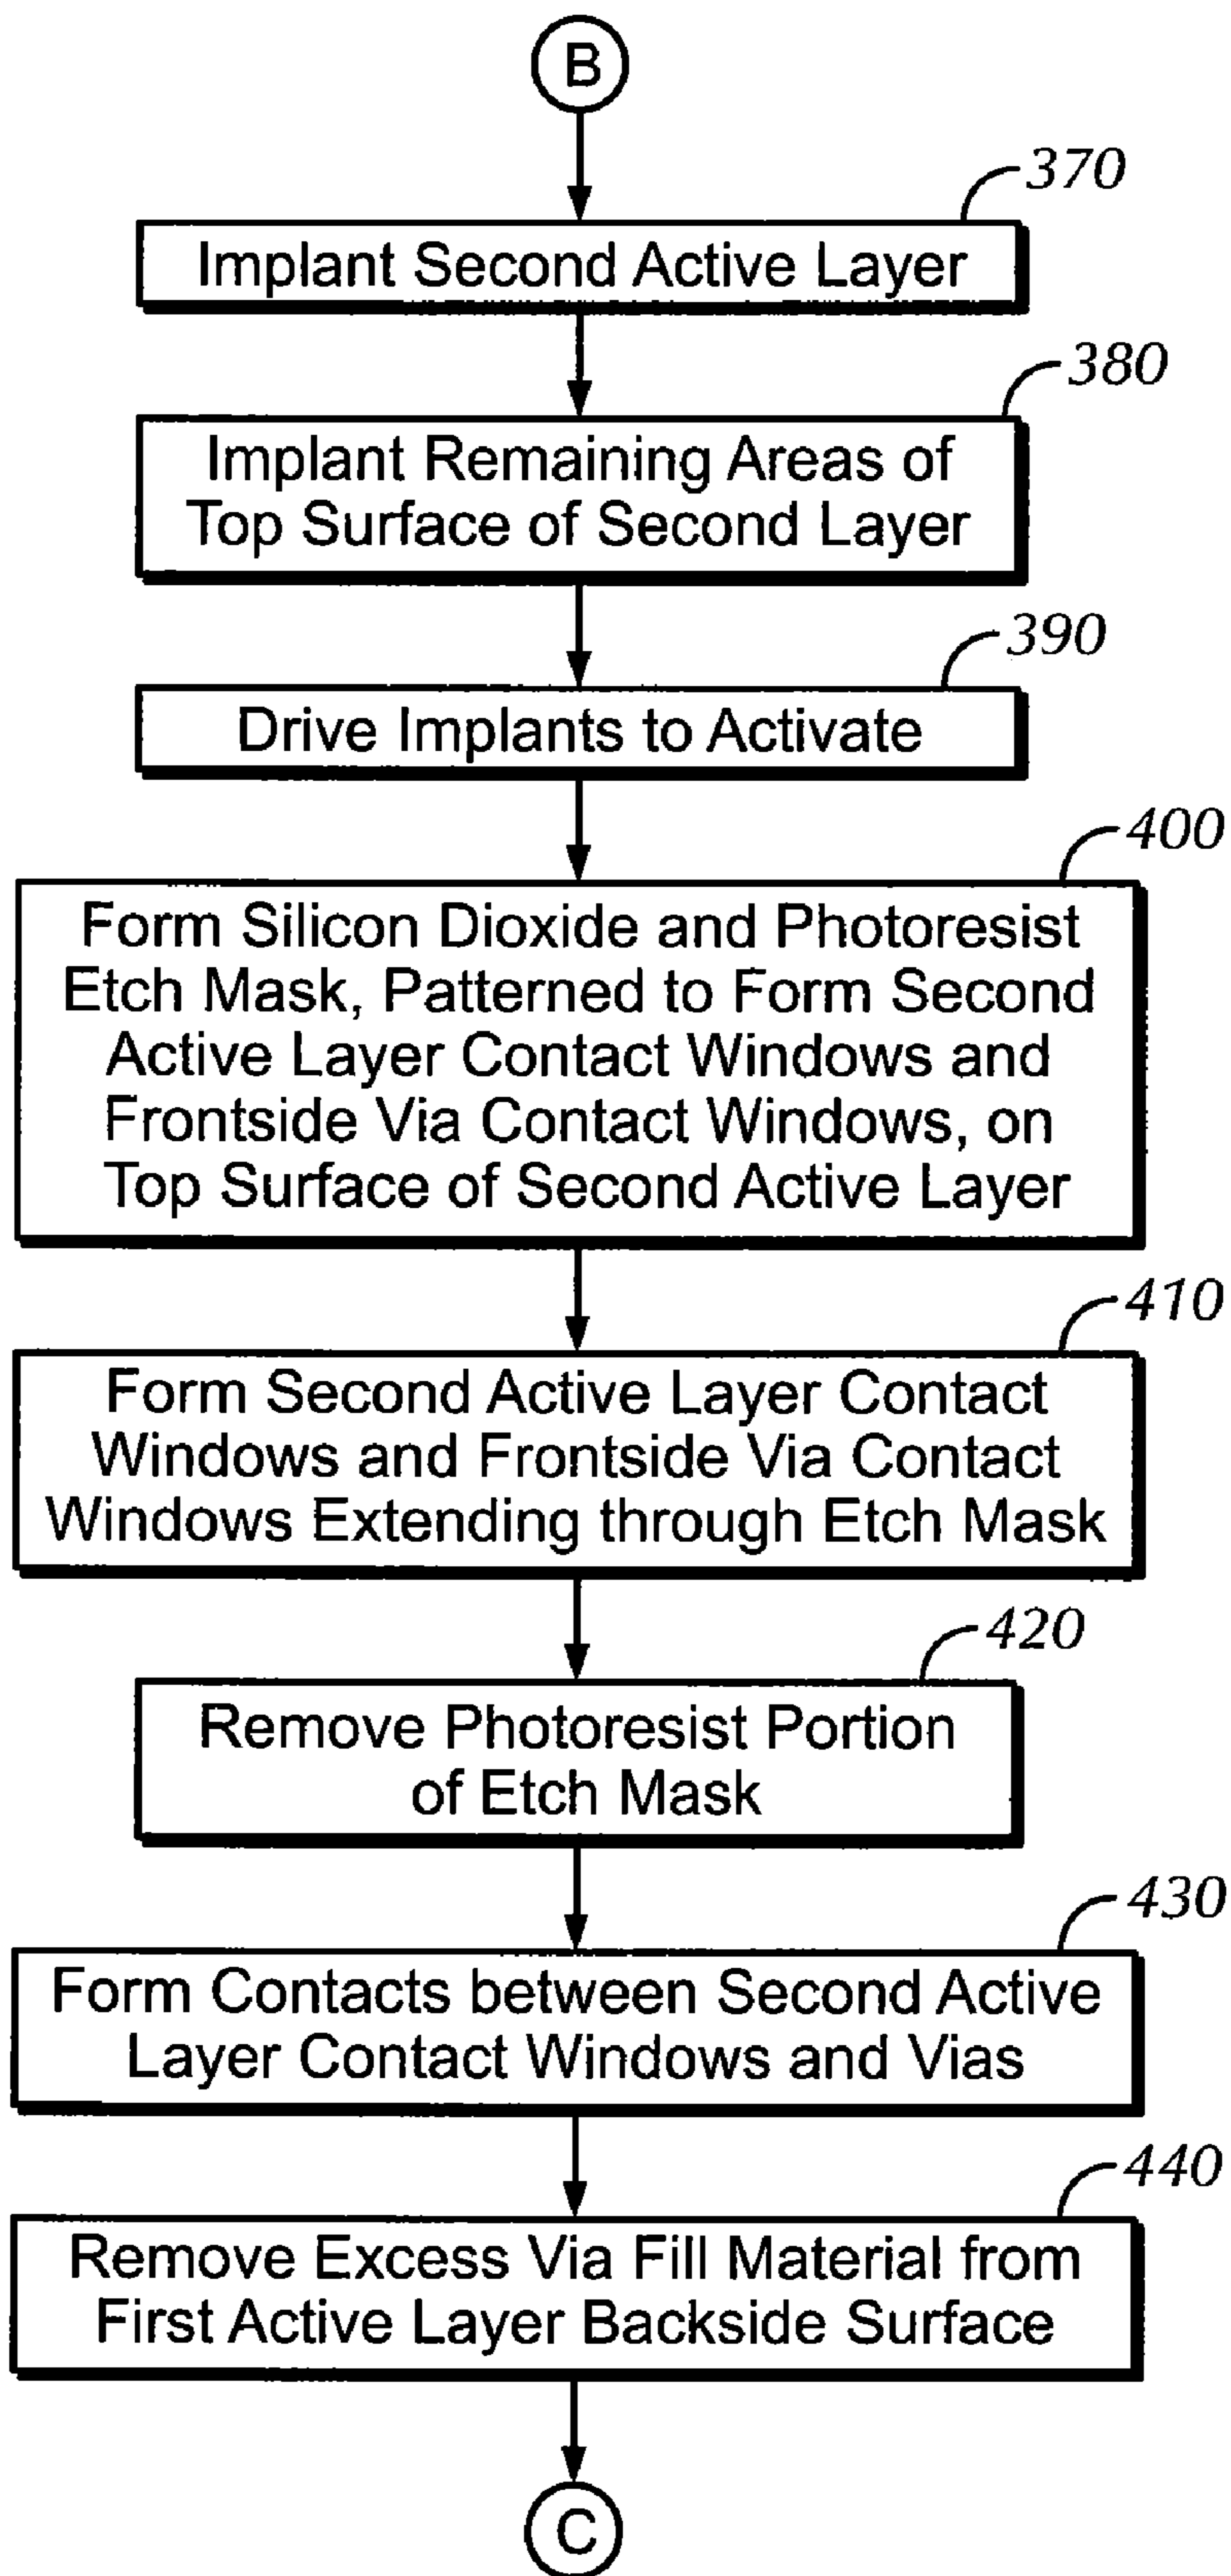 B
370
Implant Second Active Layer
380
Implant Remaining Areas of
Top Surface of Second Layer
390
Drive Implants to Activate
400
Form Silicon Dioxide and Photoresist
Etch Mask, Patterned to Form Second
Active Layer Contact Windows and
Frontside Via Contact Windows, on
Top Surface of Second Active Layer
410
Form Second Active Layer Contact
Windows and Frontside Via Contact
Windows Extending through Etch Mask
420
Remove Photoresist Portion
of Etch Mask
430
Form Contacts between Second Active
Layer Contact Windows and Vias
440
Remove Excess Via Fill Material from
First Active Layer Backside Surface
C